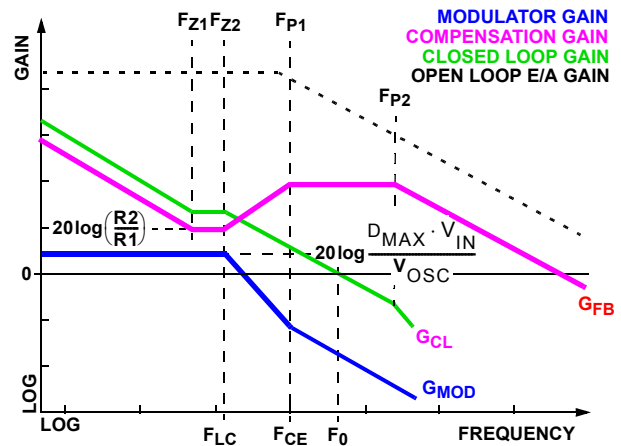 MODULATOR GAIN
COMPENSATION GAIN
CLOSED LOOP GAIN
OPEN LOOP E/A GAIN
FZ1 FZ2 FP1
FP2
GAIN
20log(R2/R1)
20log DMAX · VIN / VOSC
0
GFB
GCL
GMOD
LOG
LOG
FLC FCE F0
FREQUENCY